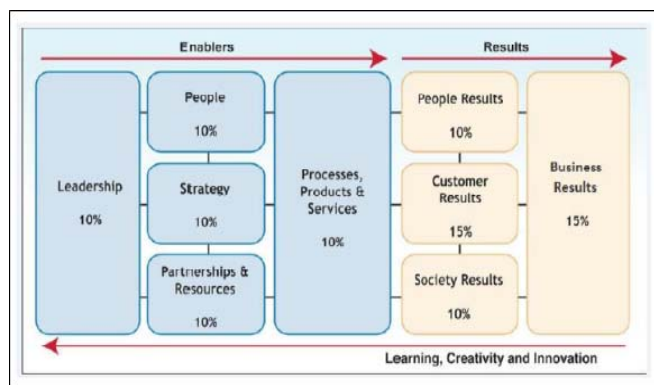 Enablers
Results
Leadership
10%
People
10%
Strategy
10%
Partnerships &
Resources
10%
Processes,
Products &
Services
10%
People Results
10%
Customer
Results
15%
Society Results
10%
Business
Results
15%
Learning, Creativity and Innovation